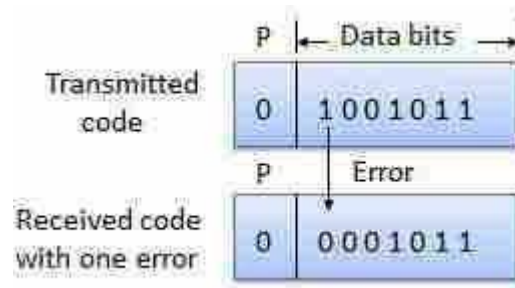 P Data bits
Transmitted
code
0 1001011
P Error
Received code
with one error
0 0001011